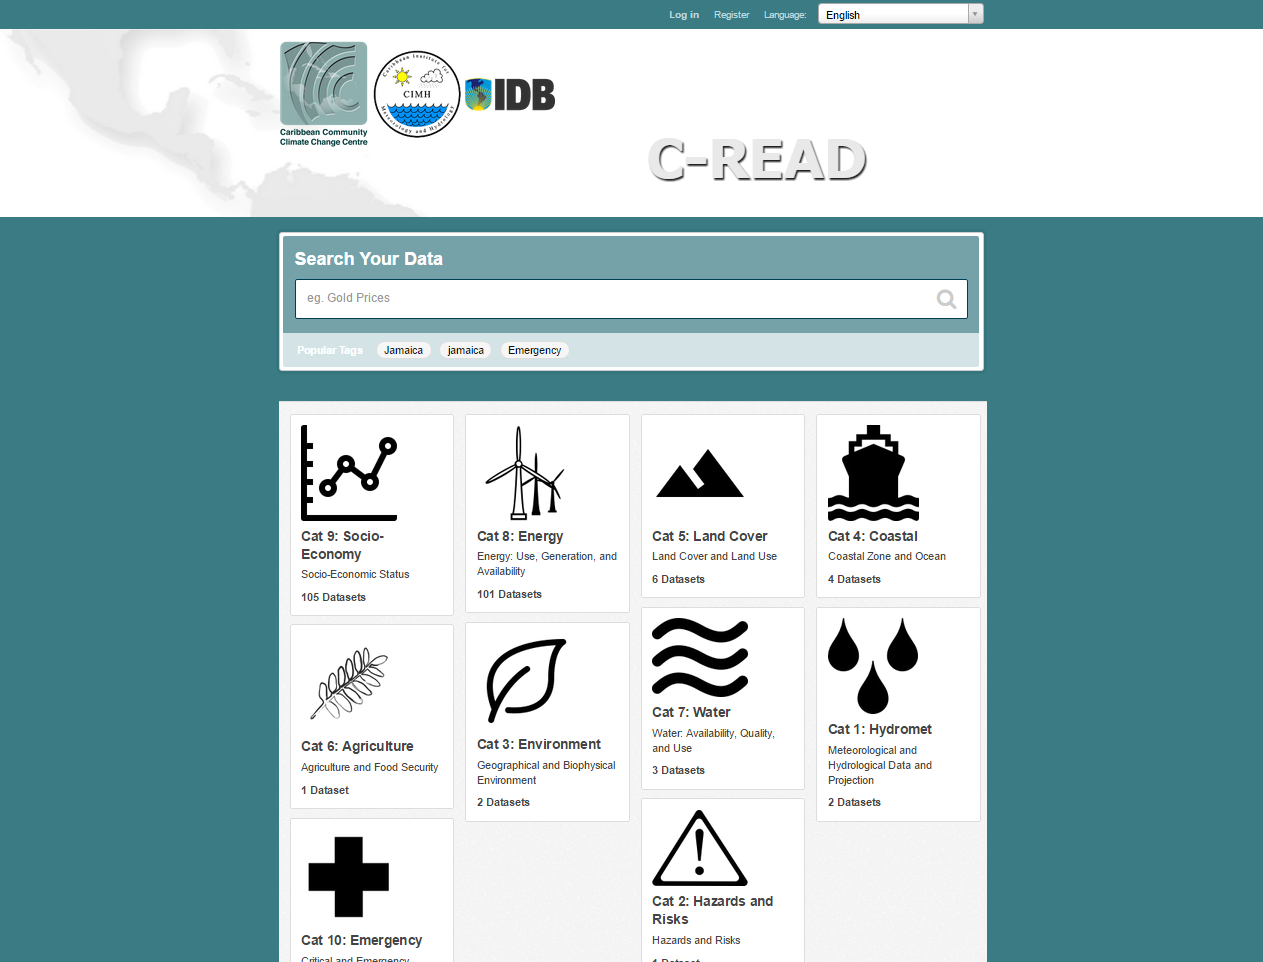 Log in Register Language: English
Caribbean Institute for
CIMH
Meteorology and Hydrology
IDB
Caribbean Community
Climate Change Centre
C-READ
Search Your Data
eg. Gold Prices
Popular Tags Jamaica jamaica Emergency
Cat 9: Socio-
Economy
Socio-Economic Status
105 Datasets
Cat 8: Energy
Energy: Use, Generation, and
Availability
101 Datasets
Cat 5: Land Cover
Land Cover and Land Use
6 Datasets
Cat 4: Coastal
Coastal Zone and Ocean
4 Datasets
Cat 6: Agriculture
Agriculture and Food Security
1 Dataset
Cat 3: Environment
Geographical and Biophysical
Environment
2 Datasets
Cat 7: Water
Water: Availability, Quality,
and Use
3 Datasets
Cat 1: Hydromet
Meteorological and
Hydrological Data and
Projection
2 Datasets
Cat 10: Emergency
Critical and Emergency
Cat 2: Hazards and
Risks
Hazards and Risks
1 Dataset